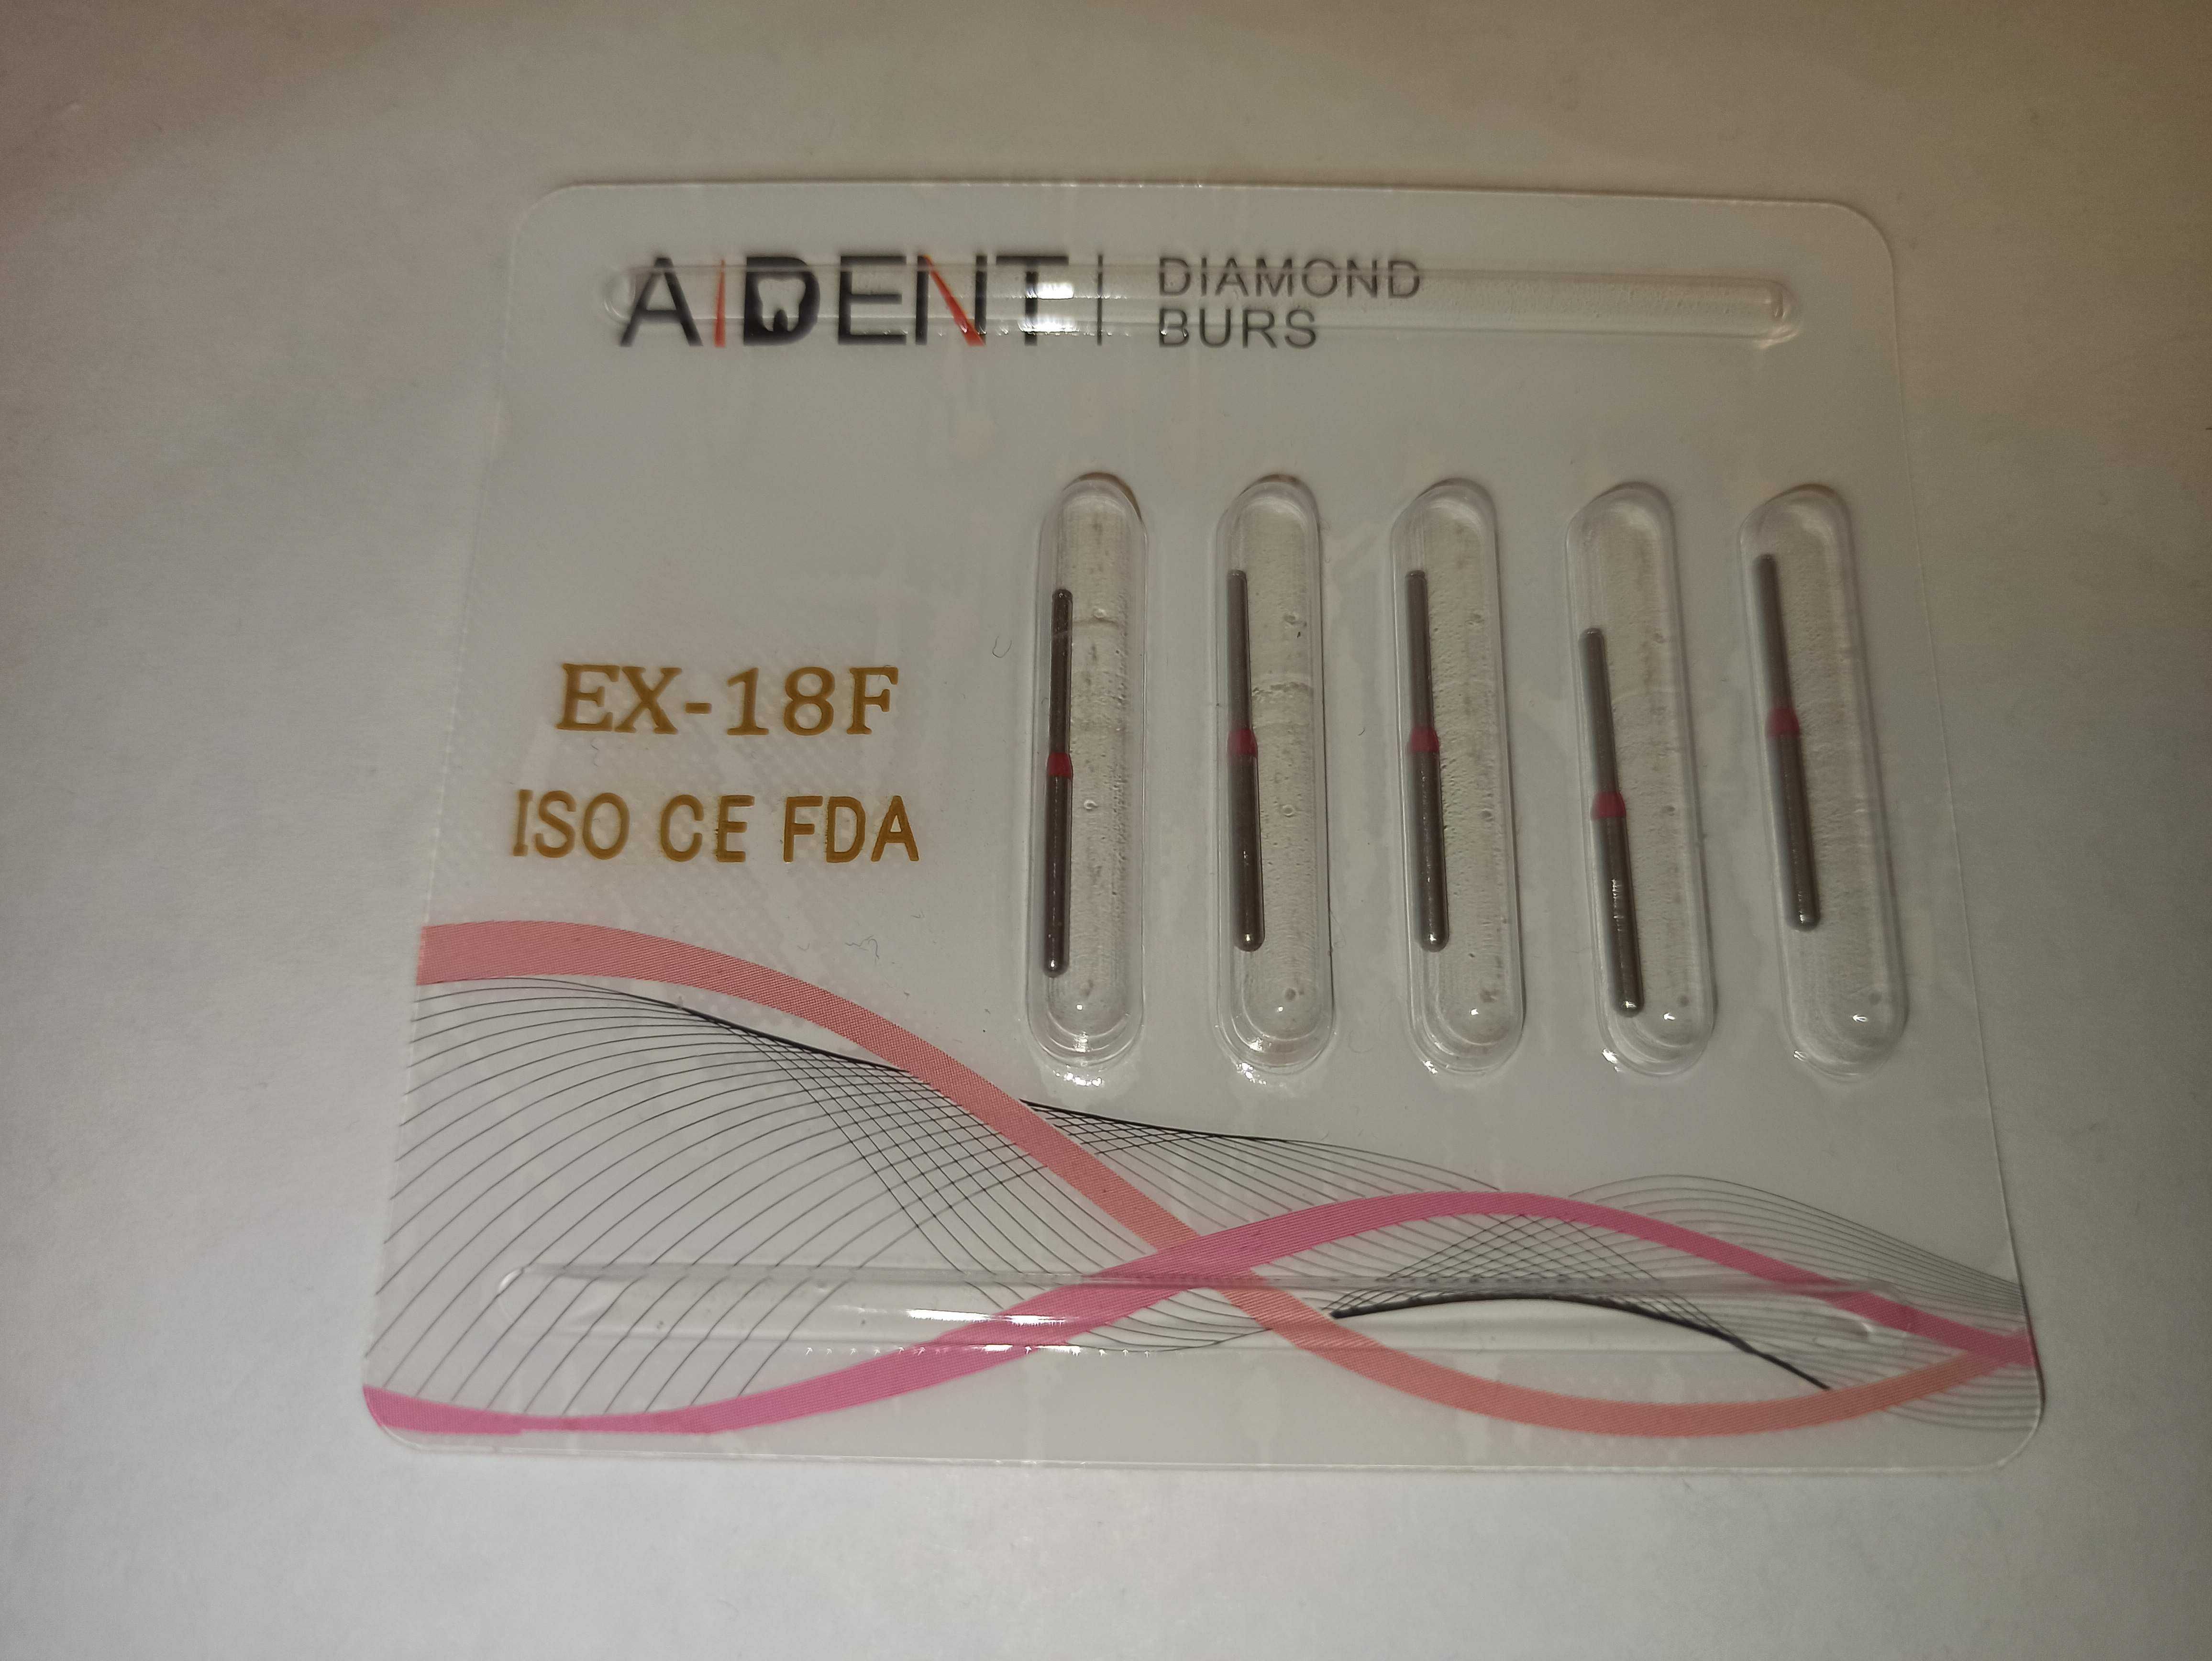 AIDENT
DIAMOND
BURS
EX-18F
ISO CE FDA